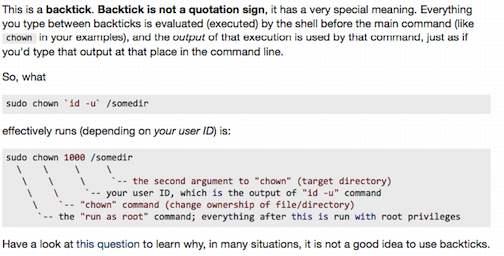 This is a backtick. Backtick is not a quotation sign, it has a very special meaning. Everything
you type between backticks is evaluated (executed) by the shell before the main command (like
chown in your examples), and the output of that execution is used by that command, just as if
you'd type that output at that place in the command line.
So, what
sudo chown `id -u` /somedir
effectively runs (depending on your user ID) is:
sudo chown 1000 /somedir
  \    \    \    \
   \    \    \    `-- the second argument to "chown" (target directory)
    \    \    `-- your user ID, which is the output of "id -u" command
     \    `-- "chown" command (change ownership of file/directory)
      `-- the "run as root" command; everything after this is run with root privileges
Have a look at this question to learn why, in many situations, it is not a good idea to use backticks.